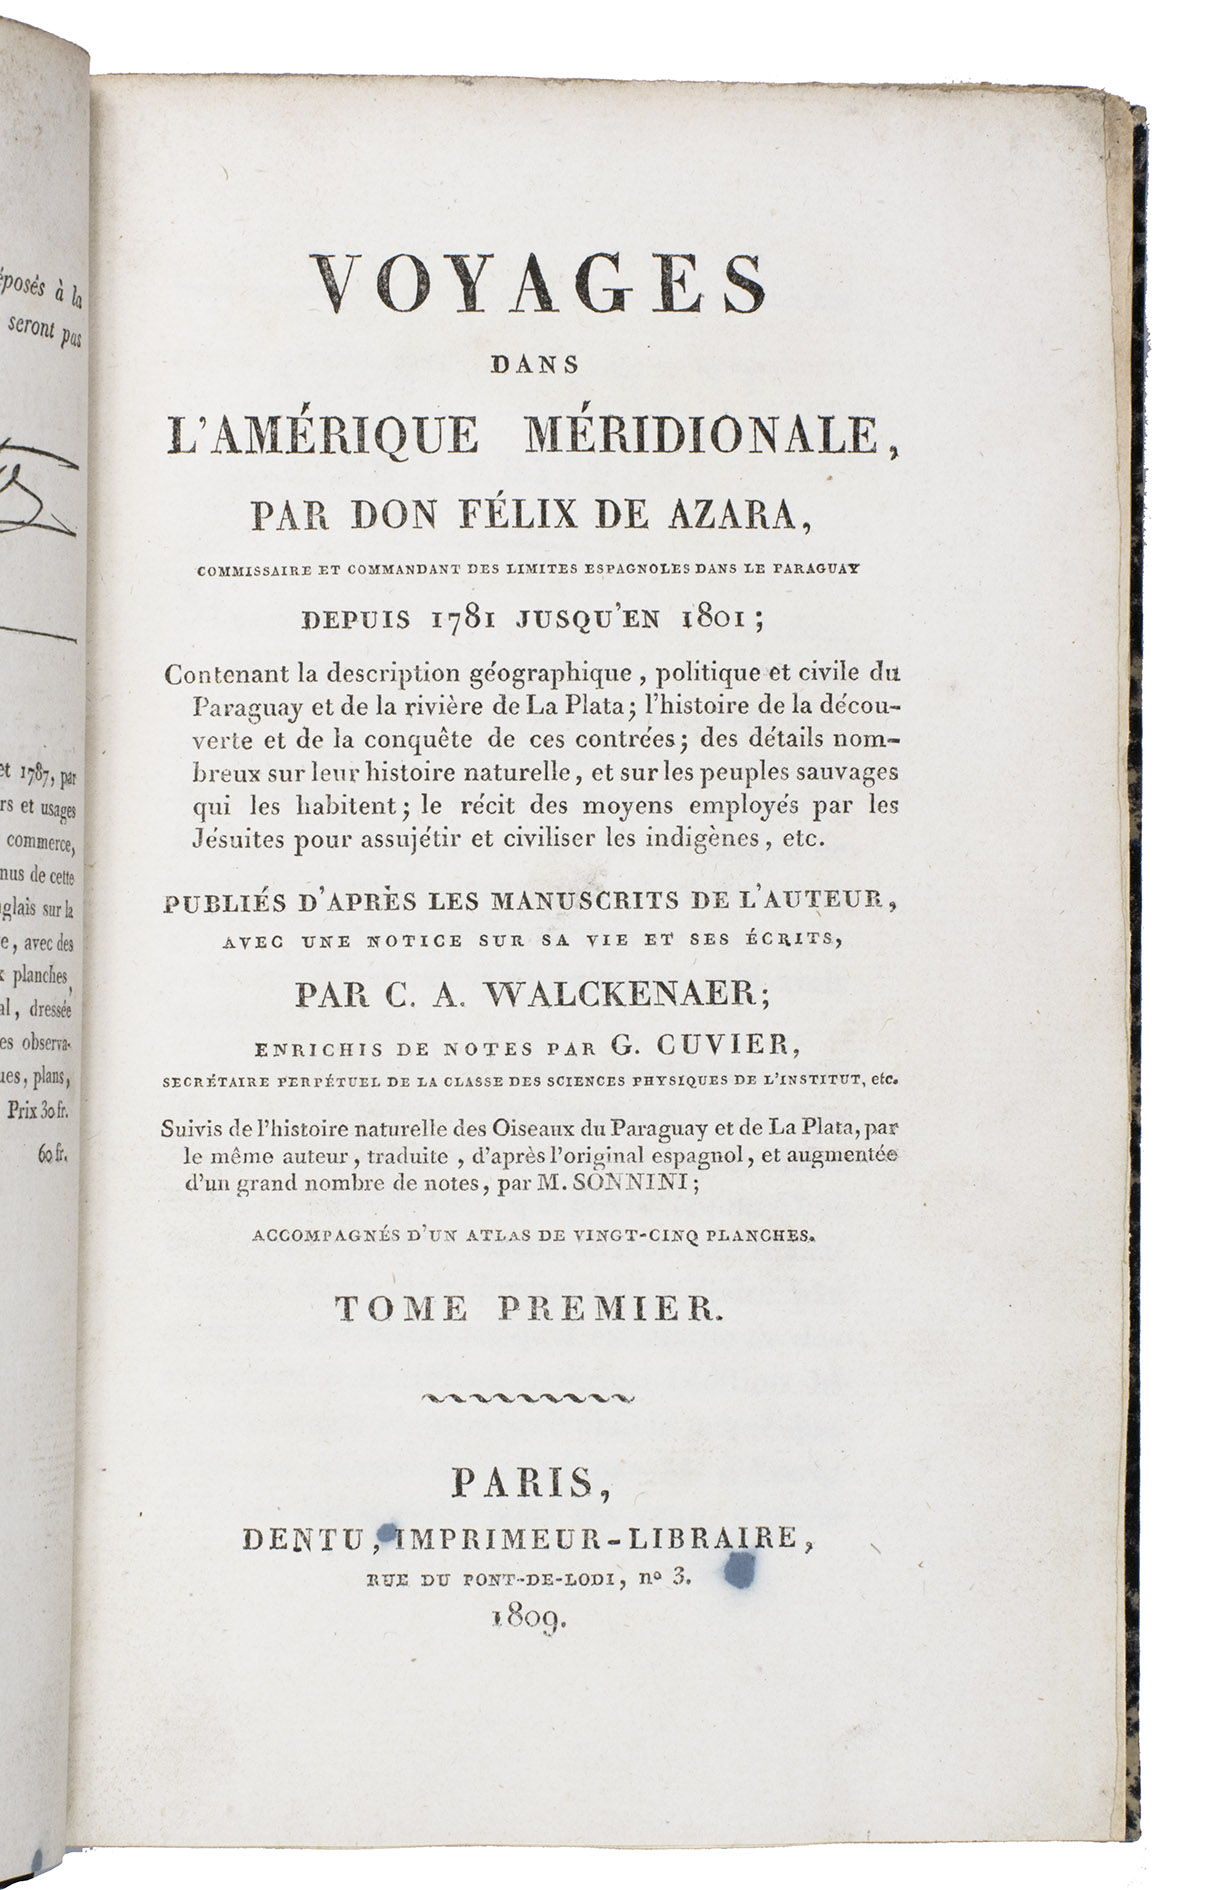 éposés à la
seront pas
et 1787, par
rs et usages
commerce,
nus de cette
glais sur la
e, avec des
x planches,
al, dressée
es observa-
ues, plans,
Prix 30 fr.
60 fr.
VOYAGES
DANS
L'AMÉRIQUE MÉRIDIONALE,
PAR DON FÉLIX DE AZARA,
COMMISSAIRE ET COMMANDANT DES LIMITES ESPAGNOLES DANS LE PARAGUAY
DEPUIS 1781 JUSQU'EN 1801;
Contenant la description géographique, politique et civile du
Paraguay et de la rivière de La Plata; l'histoire de la décou-
verte et de la conquête de ces contrées; des détails nom-
breux sur leur histoire naturelle, et sur les peuples sauvages
qui les habitent; le récit des moyens employés par les
Jésuites pour assujétir et civiliser les indigènes, etc.
PUBLIÉS D'APRÈS LES MANUSCRITS DE L'AUTEUR,
AVEC UNE NOTICE SUR SA VIE ET SES ÉCRITS,
PAR C. A. WALCKENAER;
ENRICHIS DE NOTES PAR G. CUVIER,
SECRÉTAIRE PERPÉTUEL DE LA CLASSE DES SCIENCES PHYSIQUES DE L'INSTITUT, etc.
Suivis de l'histoire naturelle des Oiseaux du Paraguay et de La Plata, par
le même auteur, traduite, d'après l'original espagnol, et augmentée
d'un grand nombre de notes, par M. SONNINI;
ACCOMPAGNÉS D'UN ATLAS DE VINGT-CINQ PLANCHES.
TOME PREMIER.
PARIS,
DENTU, IMPRIMEUR-LIBRAIRE,
RUE DU PONT-DE-LODI, nº 3.
1809.